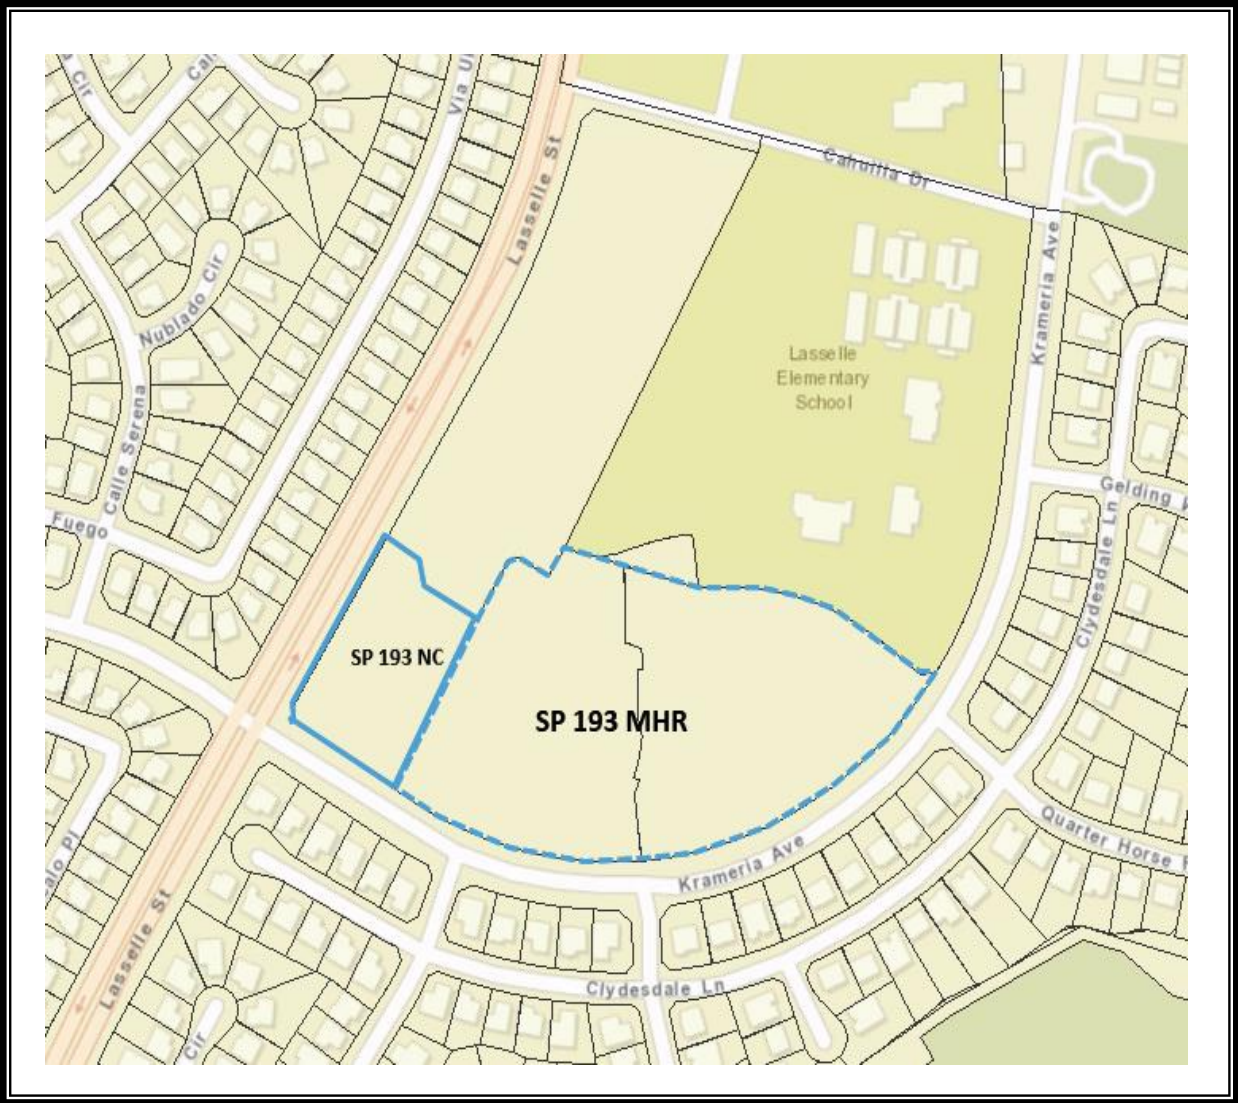 Via
Lasselle St
Cahuilla Dr
Krameria Ave
Nublado Cir
Lasselle
Elementary
School
Calle Serena
Fuego
Gelding
Clydesdale Ln
SP 193 NC
SP 193 MHR
Quarter Horse
Krameria Ave
Lasselle St
Clydesdale Ln
Cir